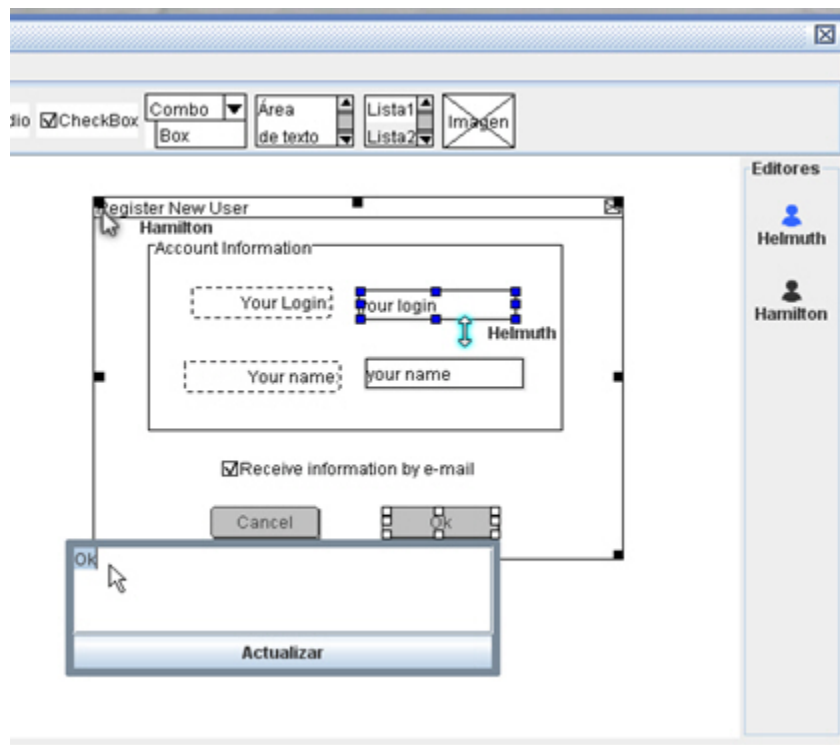 dio
CheckBox
Combo
Box
Área
de texto
Lista1
Lista2
Imagen
Editores
Helmuth
Hamilton
Register New User
Hamilton
Account Information
Your Login:
your login
Helmuth
Your name:
your name
Receive information by e-mail
Cancel
Ok
Ok
Actualizar